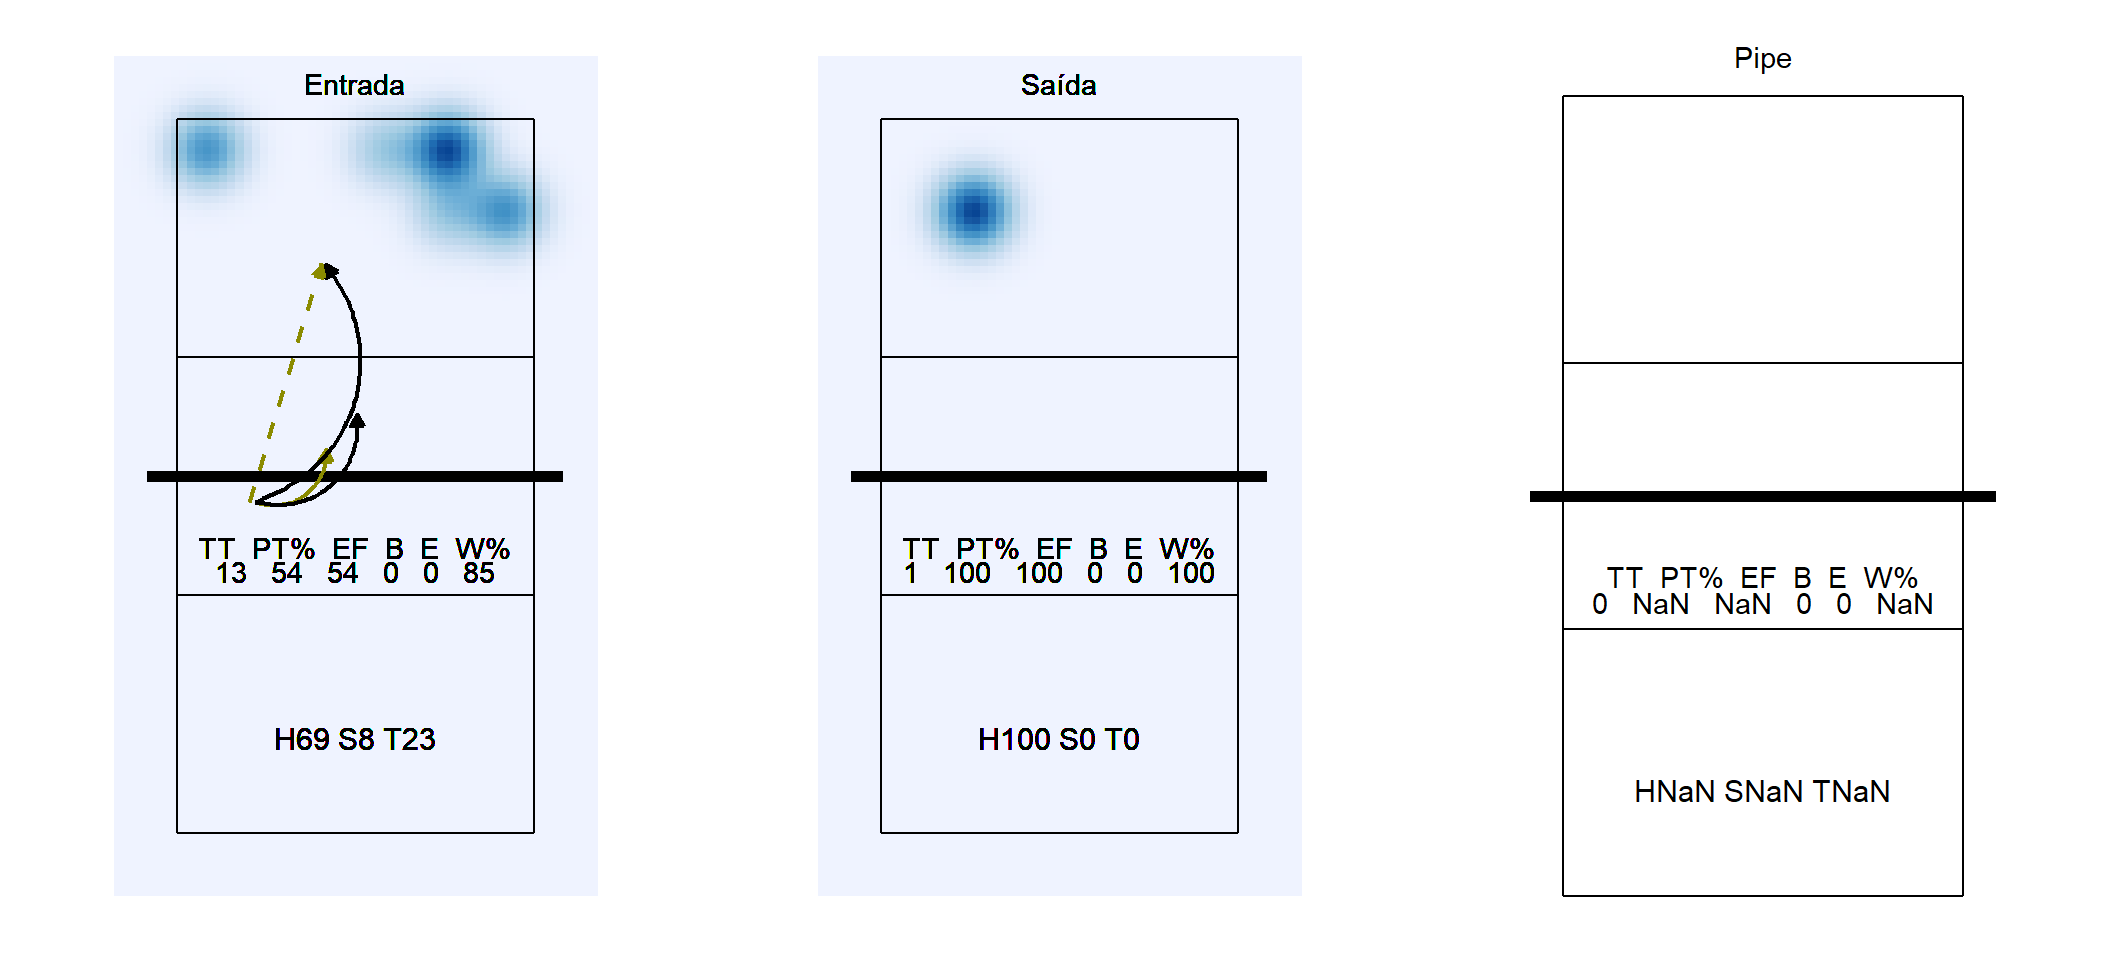 Entrada
TT PT% EF B E W%
13 54 54 0 0 85
H69 S8 T23
Saída
TT PT% EF B E W%
1 100 100 0 0 100
H100 S0 T0
Pipe
TT PT% EF B E W%
0 NaN NaN 0 0 NaN
HNaN SNaN TNaN